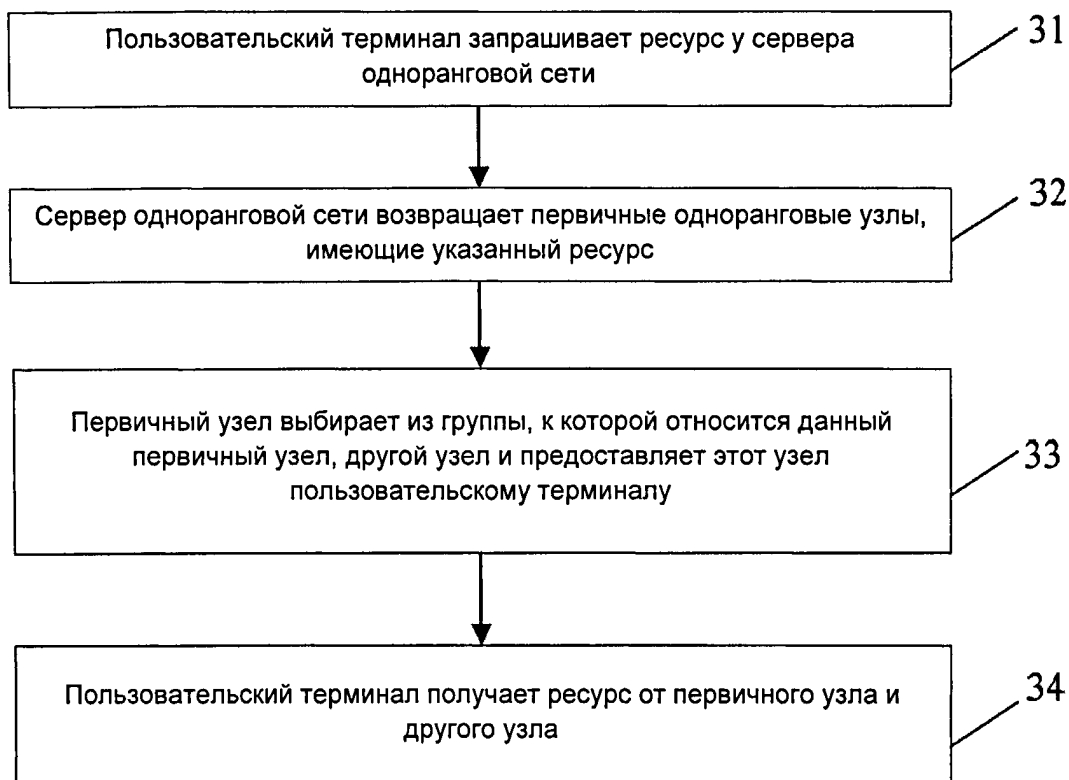 Пользовательский терминал запрашивает ресурс у сервера
одноранговой сети
31
Сервер одноранговой сети возвращает первичные одноранговые узлы,
имеющие указанный ресурс
32
Первичный узел выбирает из группы, к которой относится данный
первичный узел, другой узел и предоставляет этот узел
пользовательскому терминалу
33
Пользовательский терминал получает ресурс от первичного узла и
другого узла
34